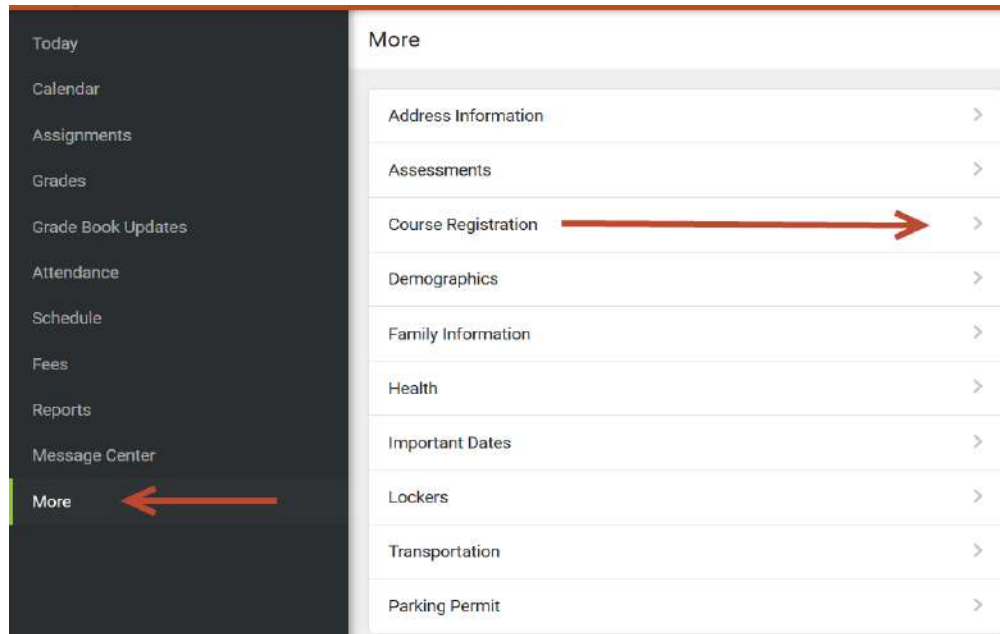 Today
Calendar
Assignments
Grades
Grade Book Updates
Attendance
Schedule
Fees
Reports
Message Center
More
More
Address Information
Assessments
Course Registration
Demographics
Family Information
Health
Important Dates
Lockers
Transportation
Parking Permit